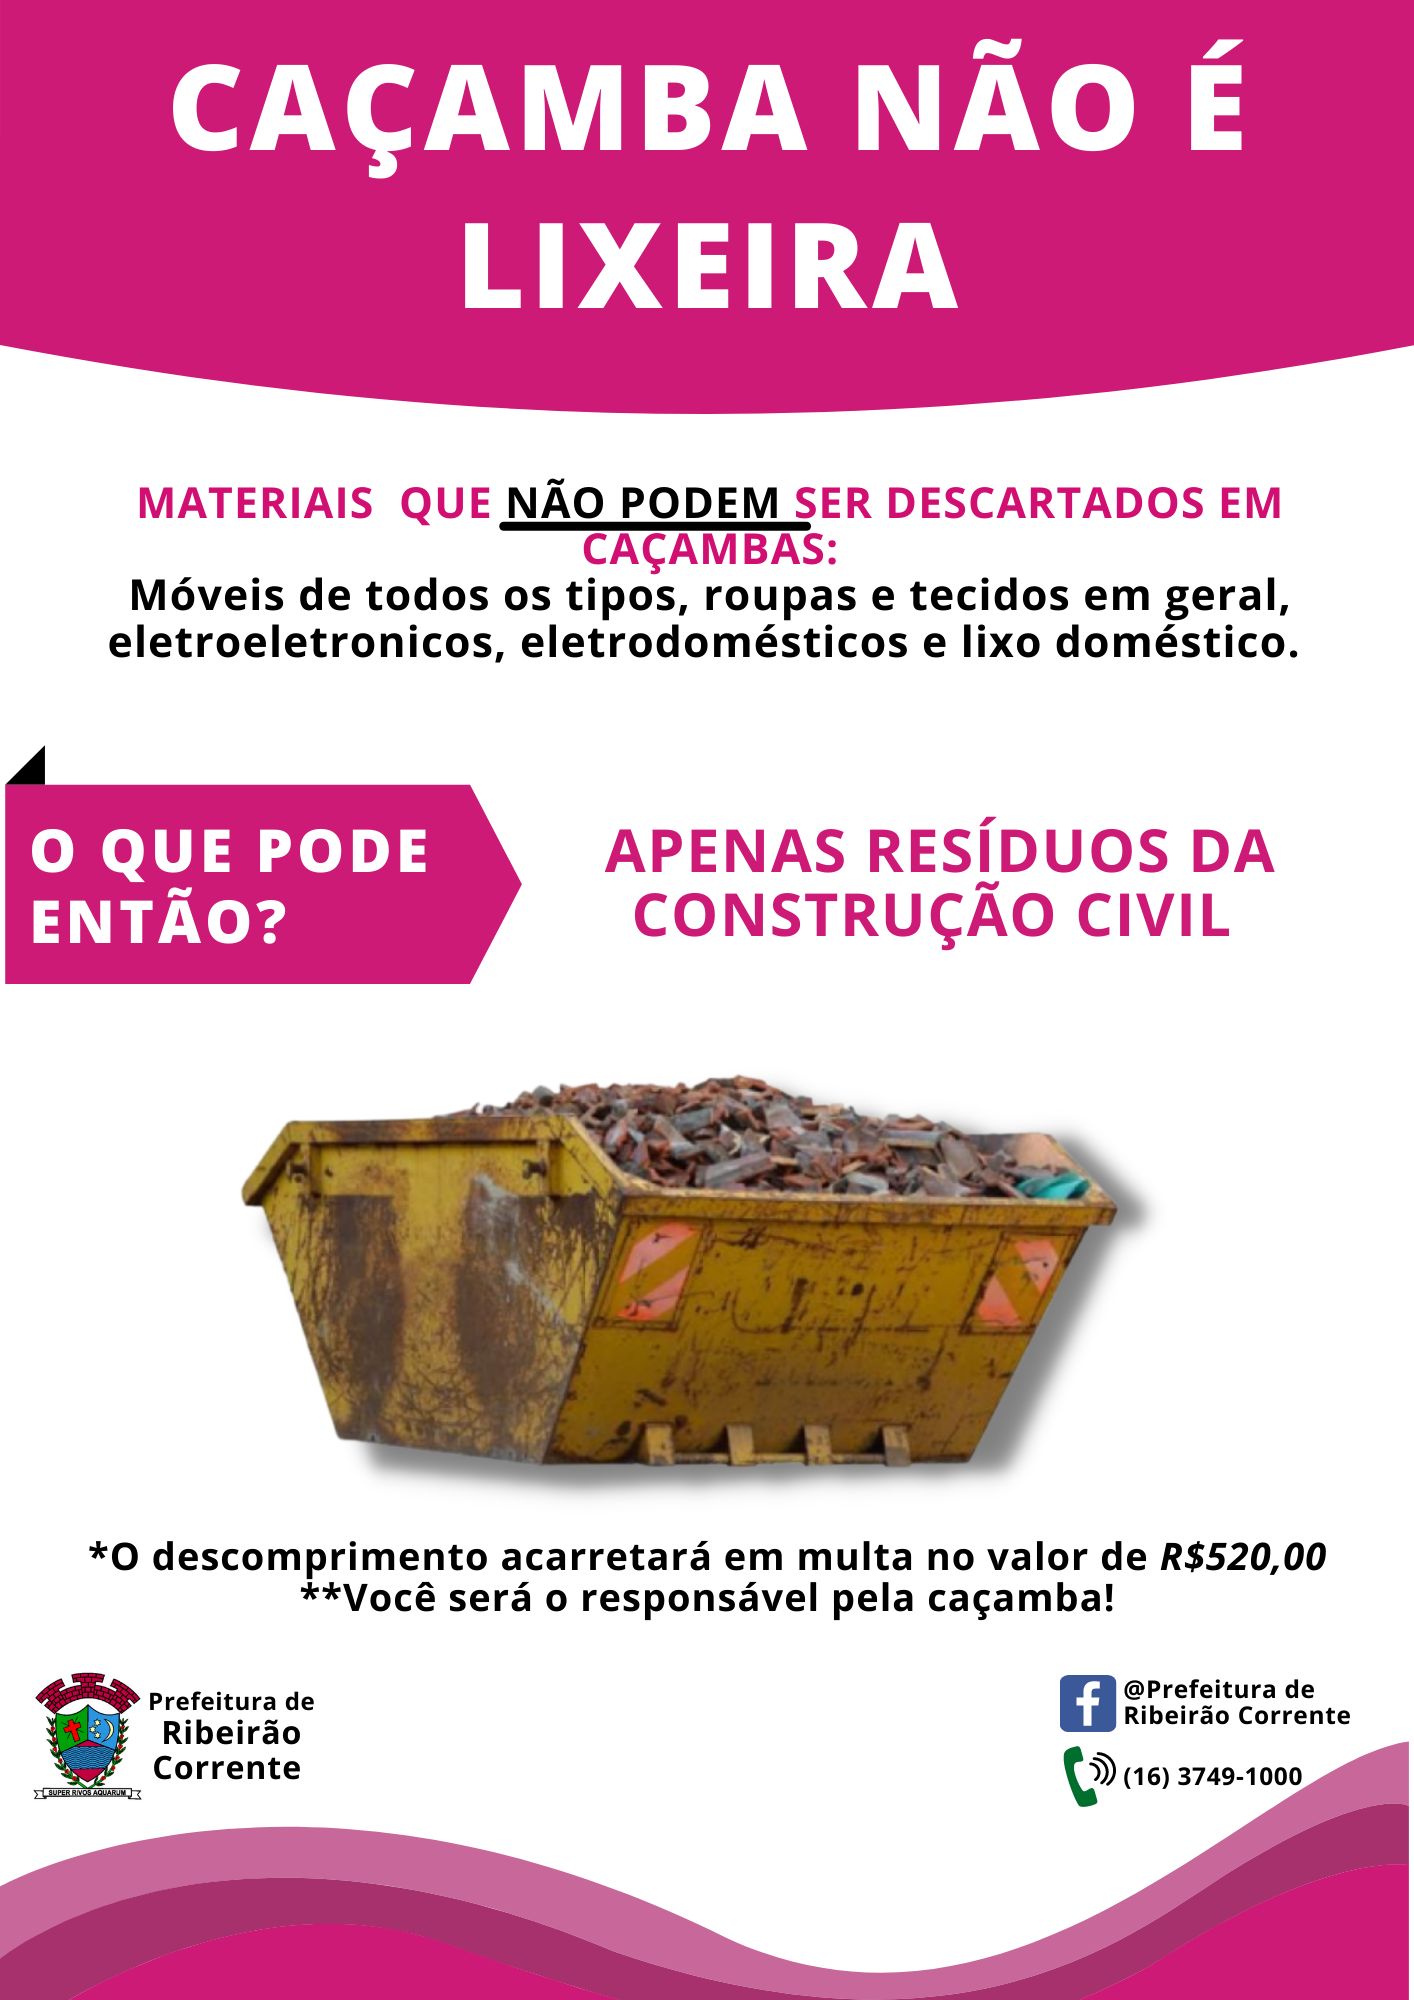 CAÇAMBA NÃO É
LIXEIRA
MATERIAIS QUE NÃO PODEM SER DESCARTADOS EM
CAÇAMBAS:
Móveis de todos os tipos, roupas e tecidos em geral,
eletroeletronicos, eletrodomésticos e lixo doméstico.
O QUE PODE
ENTÃO?
APENAS RESÍDUOS DA
CONSTRUÇÃO CIVIL
*O descomprimento acarretará em multa no valor de R$520,00
**Você será o responsável pela caçamba!
Prefeitura de
Ribeirão
Corrente
SUPER RIVOS AQUARUM
@Prefeitura de
Ribeirão Corrente
(16) 3749-1000